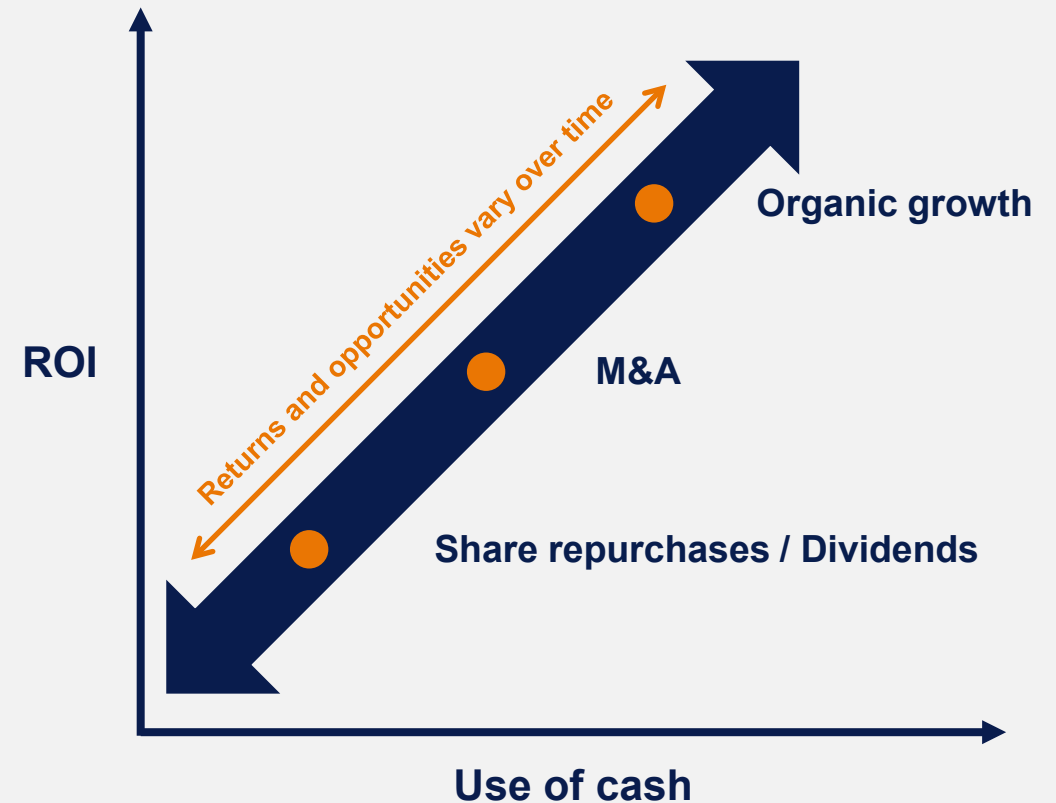 Returns and opportunities vary over time
Organic growth
ROI
M&A
Share repurchases / Dividends
Use of cash